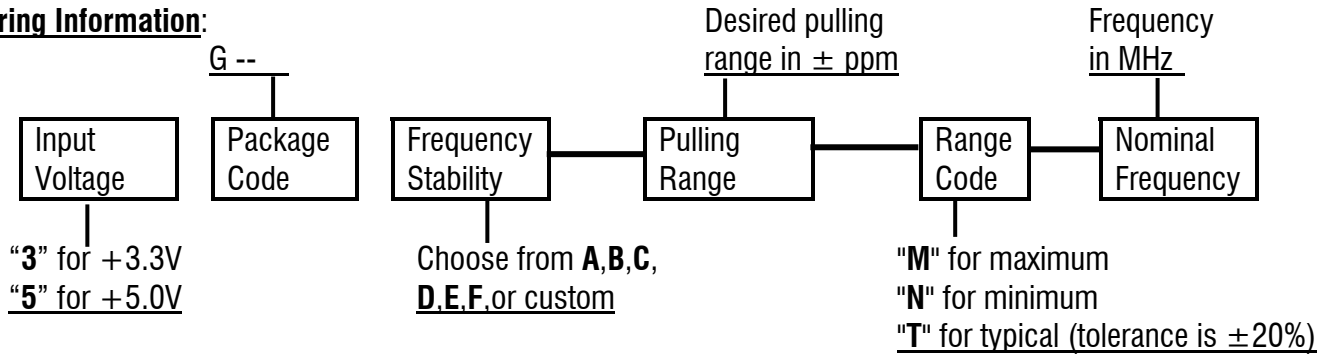 ring Information:
G --
Desired pulling
range in ± ppm
Frequency
in MHz
Input
Voltage
Package
Code
Frequency
Stability
Pulling
Range
Range
Code
Nominal
Frequency
“3” for +3.3V
“5” for +5.0V
Choose from A,B,C,
D,E,F,or custom
"M" for maximum
"N" for minimum
"T" for typical (tolerance is ±20%)